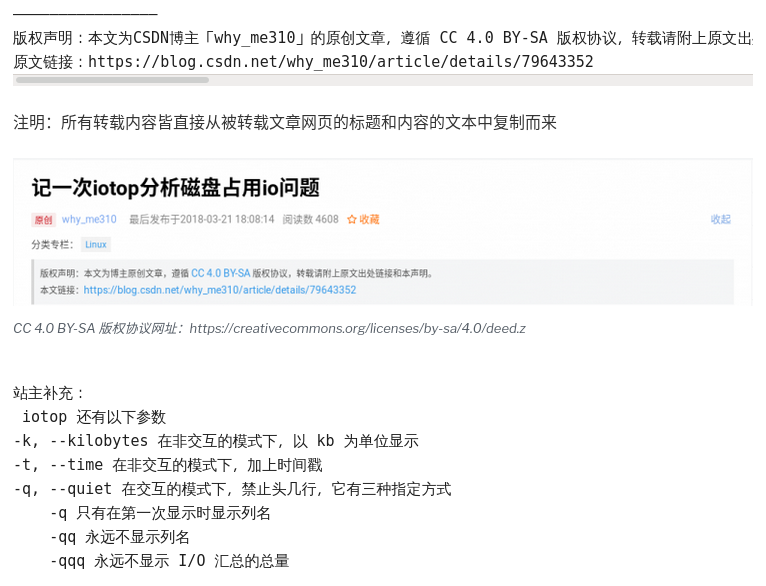 ————————————————
版权声明：本文为CSDN博主「why_me310」的原创文章，遵循 CC 4.0 BY-SA 版权协议，转载请附上原文出
原文链接：https://blog.csdn.net/why_me310/article/details/79643352
注明：所有转载内容皆直接从被转载文章网页的标题和内容的文本中复制而来
记一次iotop分析磁盘占用io问题
原创 why_me310 最后发布于2018-03-21 18:08:14 阅读数 4608 ☆ 收藏 收起
分类专栏： Linux
版权声明：本文为博主原创文章，遵循 CC 4.0 BY-SA 版权协议，转载请附上原文出处链接和本声明。
本文链接：https://blog.csdn.net/why_me310/article/details/79643352
CC 4.0 BY-SA 版权协议网址：https://creativecommons.org/licenses/by-sa/4.0/deed.z
站主补充：
iotop 还有以下参数
-k, --kilobytes 在非交互的模式下，以 kb 为单位显示
-t, --time 在非交互的模式下，加上时间戳
-q, --quiet 在交互的模式下，禁止头几行，它有三种指定方式
-q 只有在第一次显示时显示列名
-qq 永远不显示列名
-qqq 永远不显示 I/O 汇总的总量